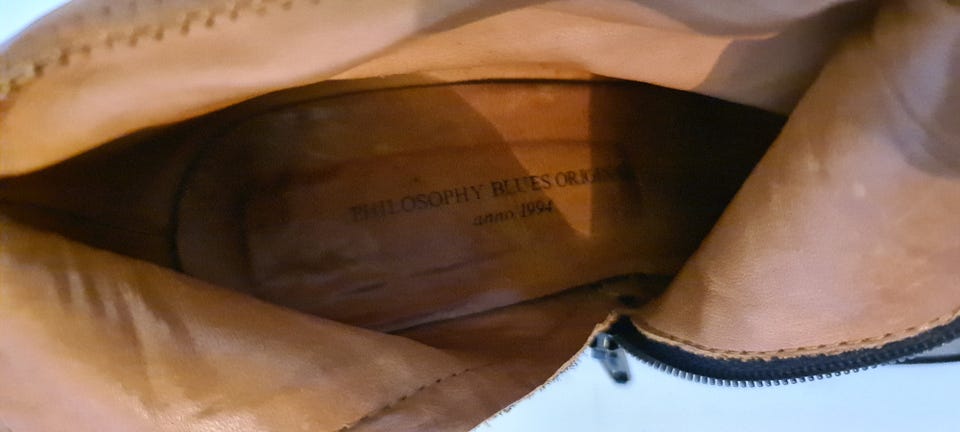 PHILOSOPHY BLUES ORIGINAL
anno 1994